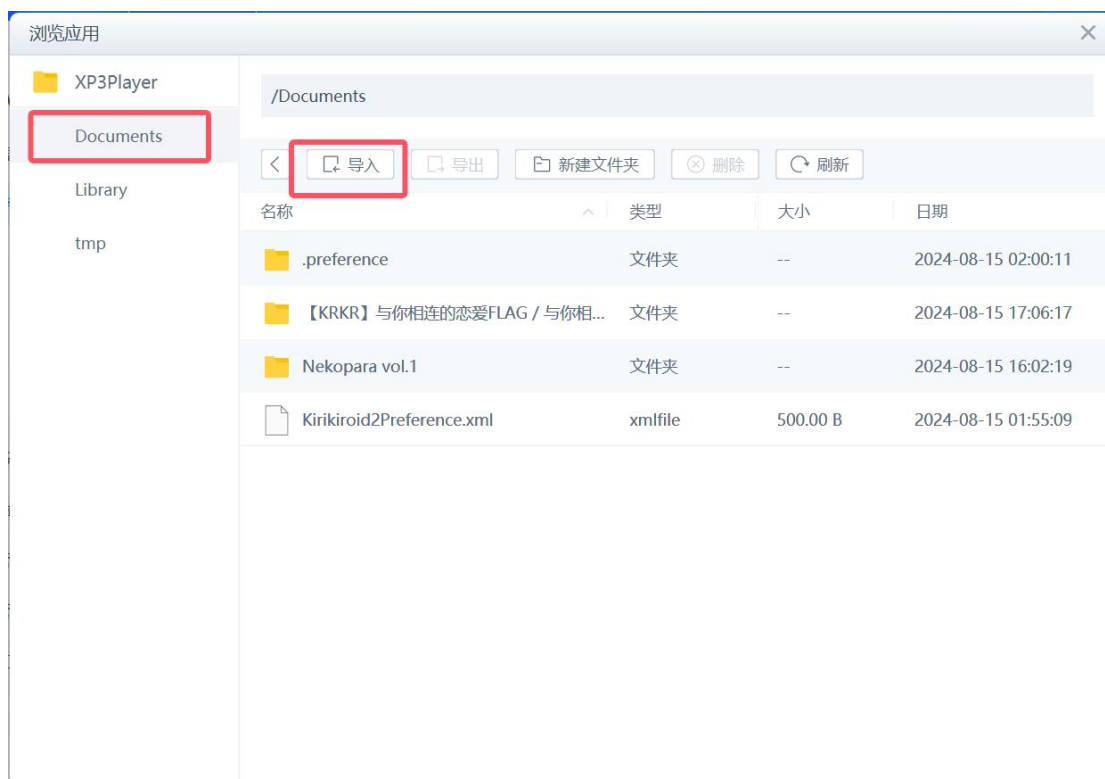 浏览应用
XP3Player
Documents
Library
tmp
/Documents
导入 导出 新建文件夹 删除 刷新
名称 类型 大小 日期
.preference 文件夹 -- 2024-08-15 02:00:11
【KRKR】与你相连的恋爱FLAG / 与你相... 文件夹 -- 2024-08-15 17:06:17
Nekopara vol.1 文件夹 -- 2024-08-15 16:02:19
Kirikiroid2Preference.xml xmlfile 500.00 B 2024-08-15 01:55:09